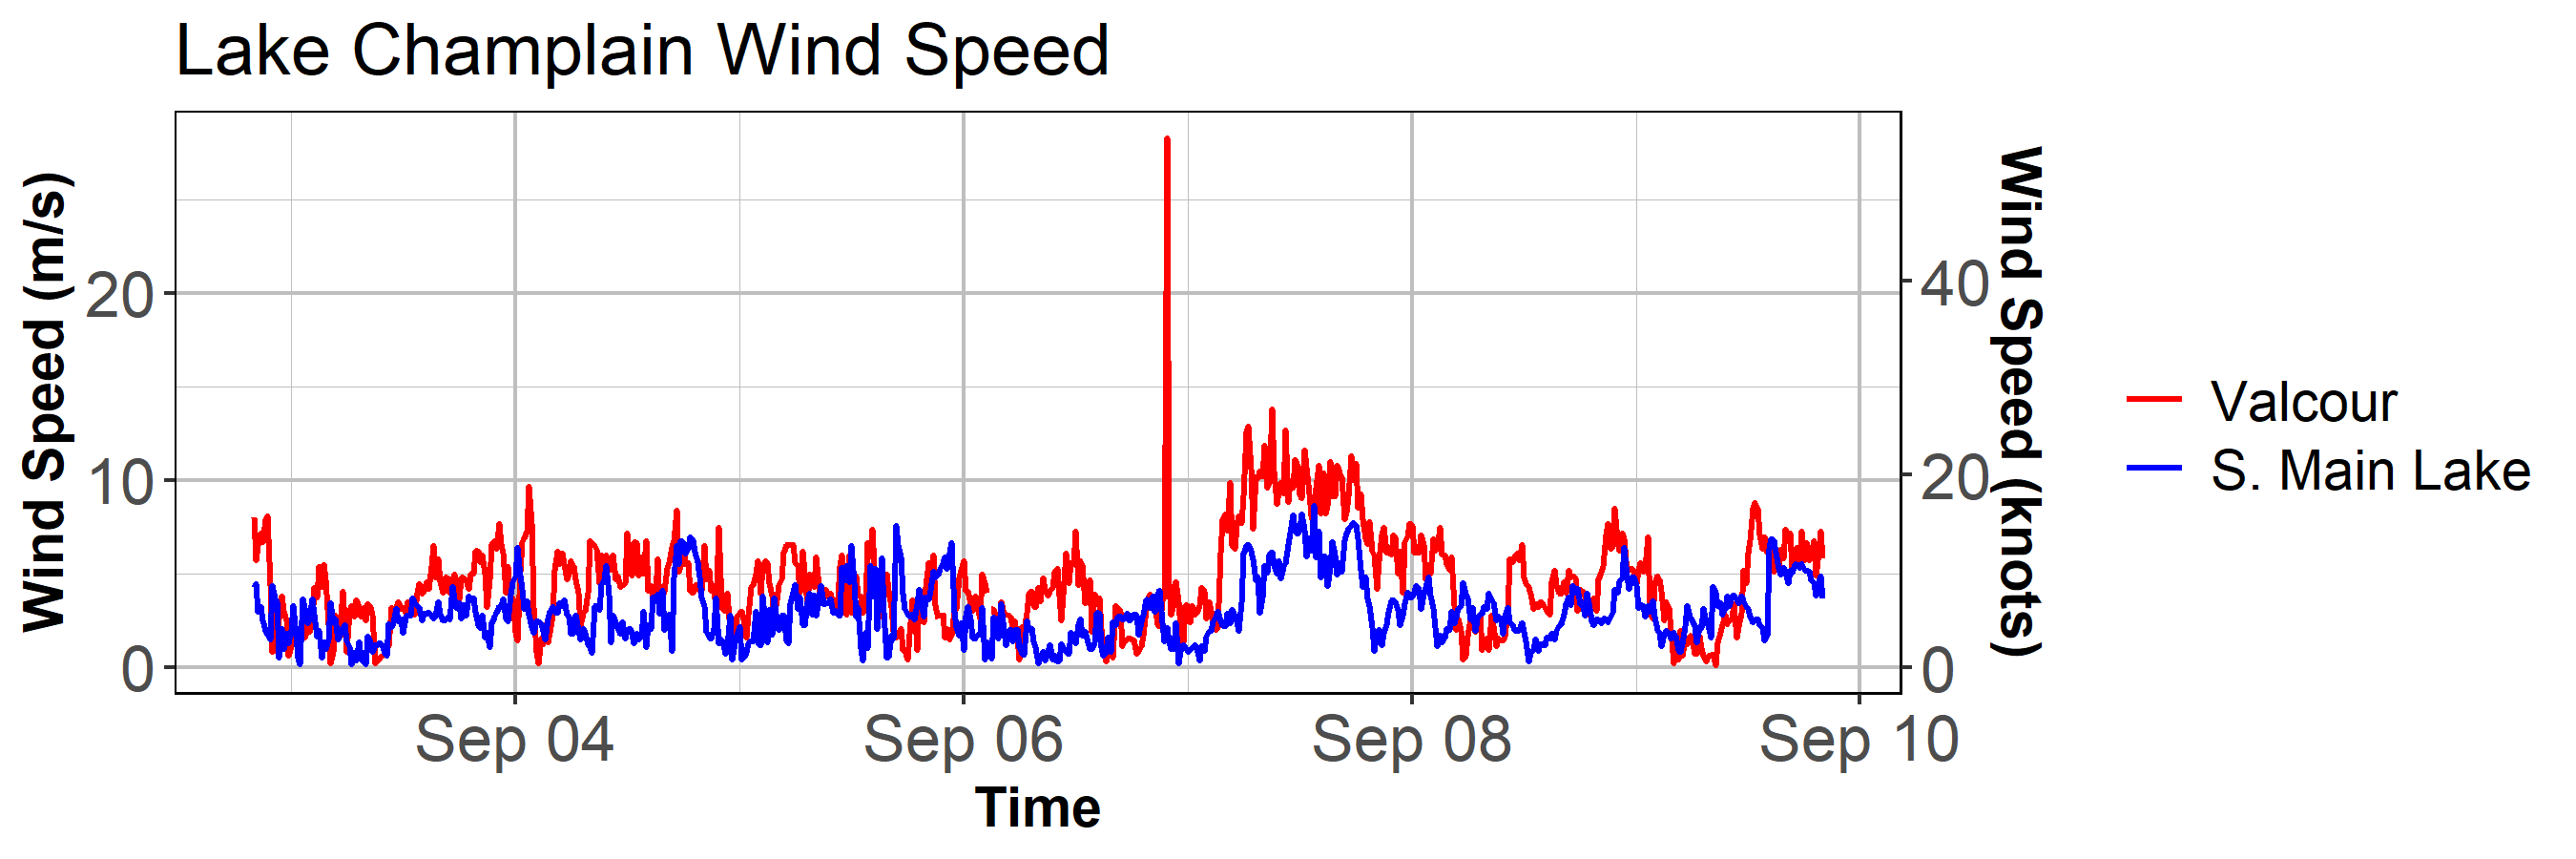 Lake Champlain Wind Speed
Wind Speed (m/s)
20
10
0
40
20
0
Wind Speed (knots)
Sep 04
Sep 06
Sep 08
Sep 10
Time
Valcour
S. Main Lake